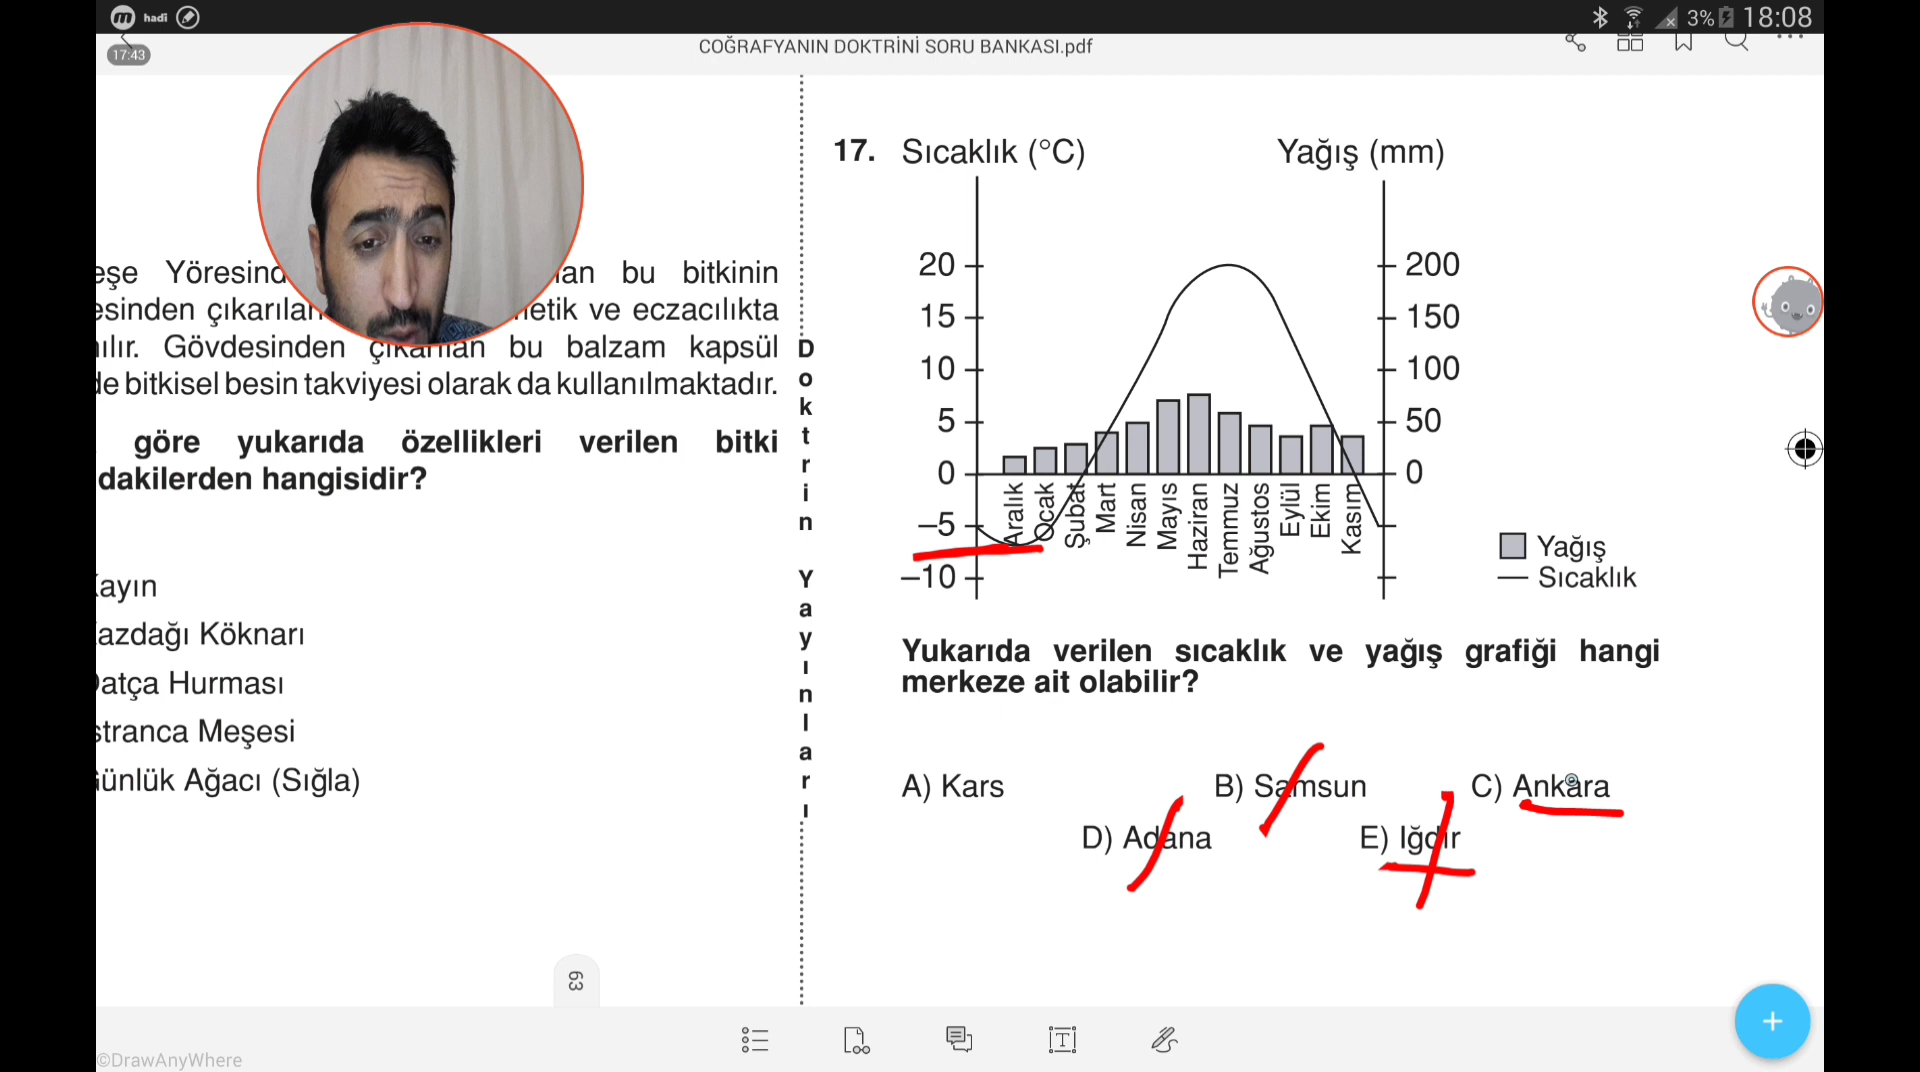 hadi
3%
18:08
17:43
COĞRAFYANIN DOKTRİNİ SORU BANKASI.pdf
eşe Yöresind an bu bitkinin
esinden çıkarılan netik ve eczacılıkta
ılır. Gövdesinden çıkarılan bu balzam kapsül
de bitkisel besin takviyesi olarak da kullanılmaktadır.
göre yukarıda özellikleri verilen bitki
dakilerden hangisidir?
Kayın
Kazdağı Köknarı
Datça Hurması
stranca Meşesi
Günlük Ağacı (Sığla)
63
Doktrin Yayınları
17. Sıcaklık (°C) Yağış (mm)
20 200
15 150
10 100
5 50
0 0
–5
–10
Aralık
Ocak
Şubat
Mart
Nisan
Mayıs
Haziran
Temmuz
Ağustos
Eylül
Ekim
Kasım
Yağış
Sıcaklık
Yukarıda verilen sıcaklık ve yağış grafiği hangi
merkeze ait olabilir?
A) Kars B) Samsun C) Ankara
D) Adana E) Iğdır
©DrawAnyWhere